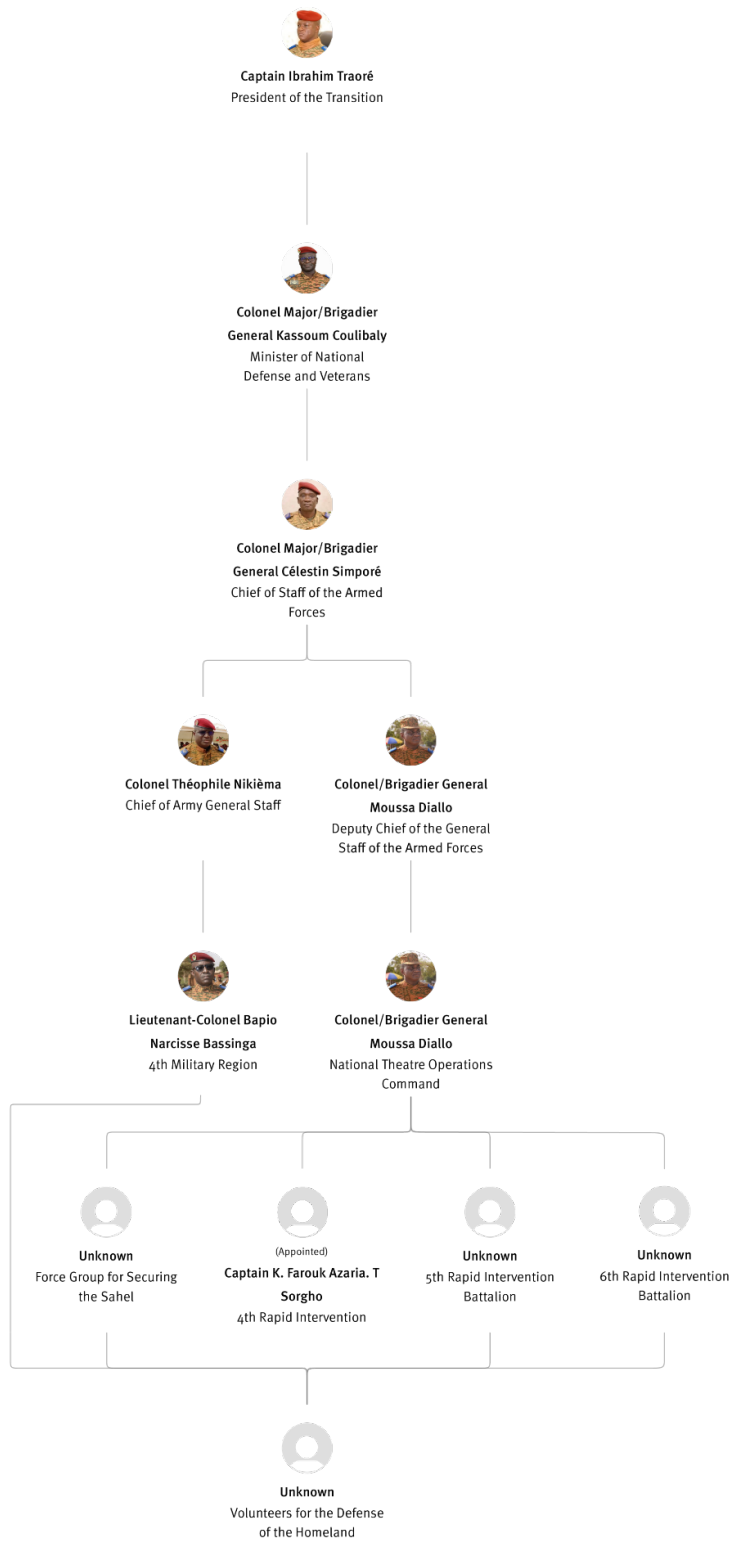 Captain Ibrahim Traoré
President of the Transition
Colonel Major/Brigadier
General Kassoum Coulibaly
Minister of National
Defense and Veterans
Colonel Major/Brigadier
General Célestin Simporé
Chief of Staff of the Armed
Forces
Colonel Théophile Nikièma
Chief of Army General Staff
Colonel/Brigadier General
Moussa Diallo
Deputy Chief of the General
Staff of the Armed Forces
Lieutenant-Colonel Bapio
Narcisse Bassinga
4th Military Region
Colonel/Brigadier General
Moussa Diallo
National Theatre Operations
Command
Unknown
Force Group for Securing
the Sahel
(Appointed)
Captain K. Farouk Azaria. T
Sorgho
4th Rapid Intervention
Unknown
5th Rapid Intervention
Battalion
Unknown
6th Rapid Intervention
Battalion
Unknown
Volunteers for the Defense
of the Homeland